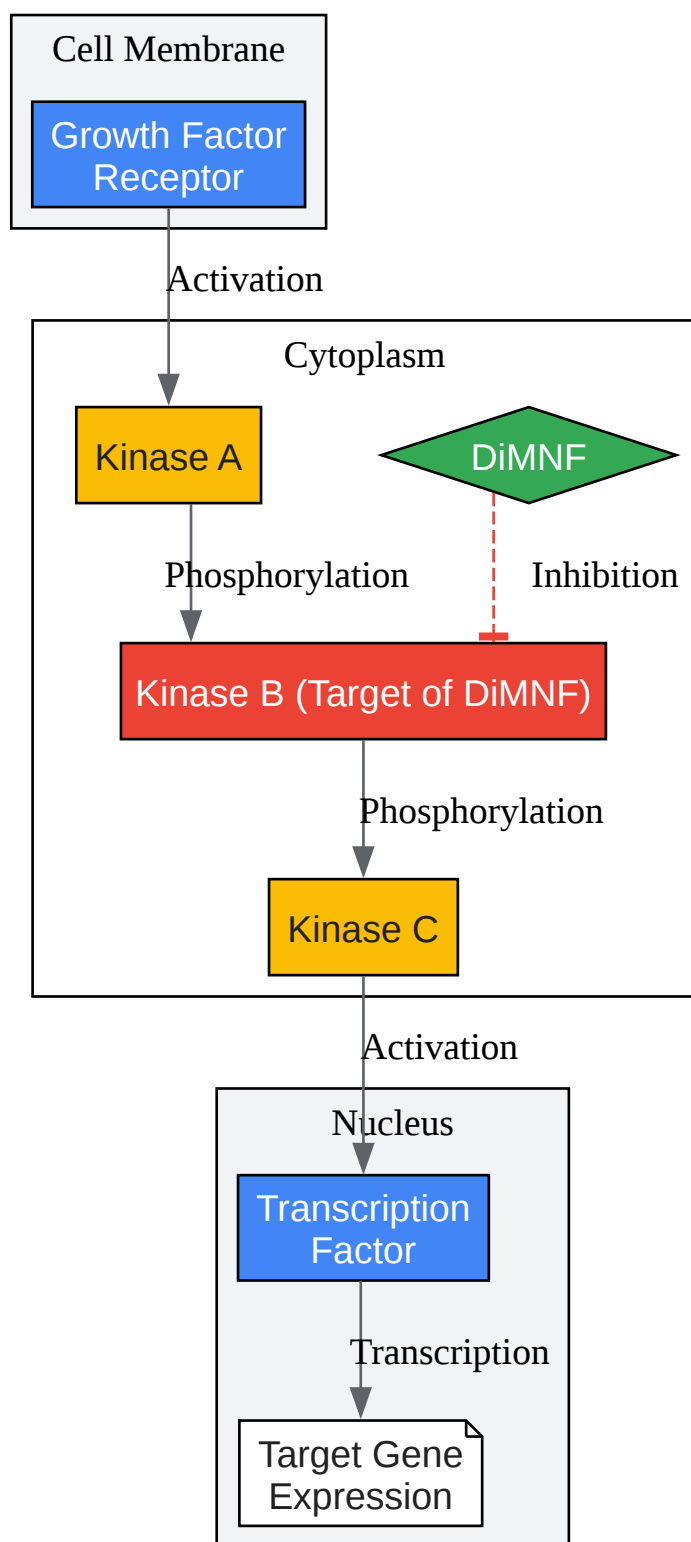 Cell Membrane
Growth Factor
Receptor
Activation
Cytoplasm
Kinase A
DiMNF
Phosphorylation
Inhibition
Kinase B (Target of DiMNF)
Phosphorylation
Kinase C
Activation
Nucleus
Transcription
Factor
Transcription
Target Gene
Expression